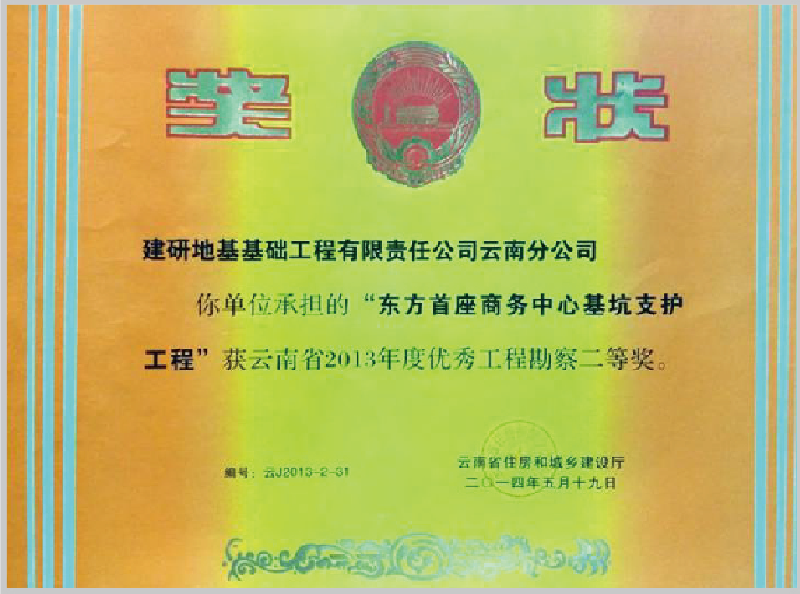 奖状
建研地基基础工程有限责任公司云南分公司
你单位承担的“东方首座商务中心基坑支护
工程”获云南省2013年度优秀工程勘察二等奖。
编号：云J2013-2-31
云南省住房和城乡建设厅
二〇一四年五月十九日